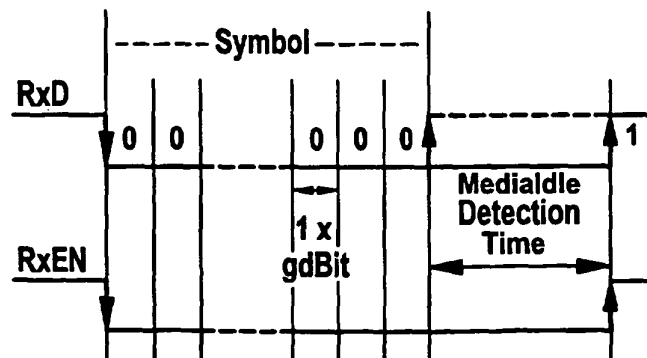 Symbol
RxD
0 0 0 0 0 1
MediaIdle
Detection
Time
1 x
gdBit
RxEN